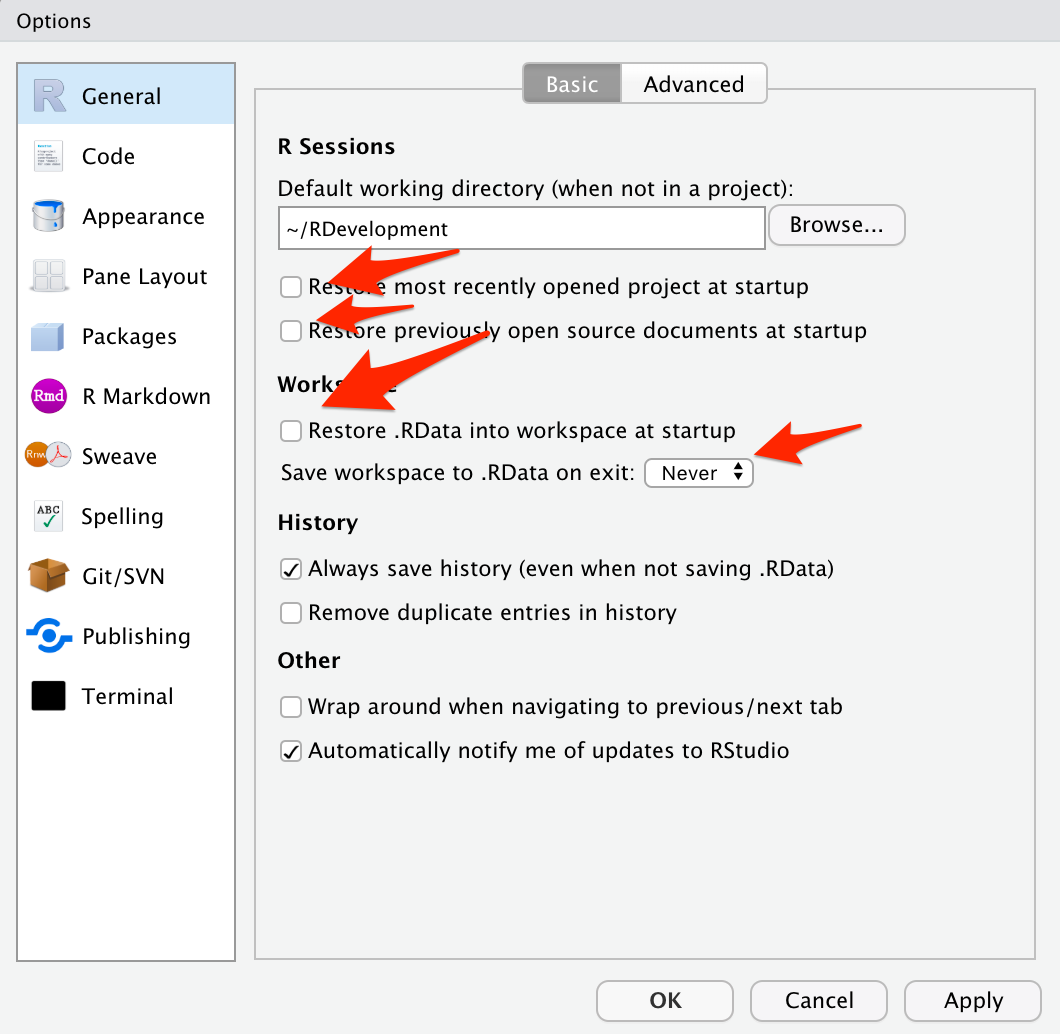 Options
General
Code
Appearance
Pane Layout
Packages
Rmd R Markdown
Rnw Sweave
ABC Spelling
Git/SVN
Publishing
Terminal
Basic Advanced
R Sessions
Default working directory (when not in a project):
~/RDevelopment Browse...
Restore most recently opened project at startup
Restore previously open source documents at startup
Workspace
Restore .RData into workspace at startup
Save workspace to .RData on exit: Never
History
Always save history (even when not saving .RData)
Remove duplicate entries in history
Other
Wrap around when navigating to previous/next tab
Automatically notify me of updates to RStudio
OK Cancel Apply